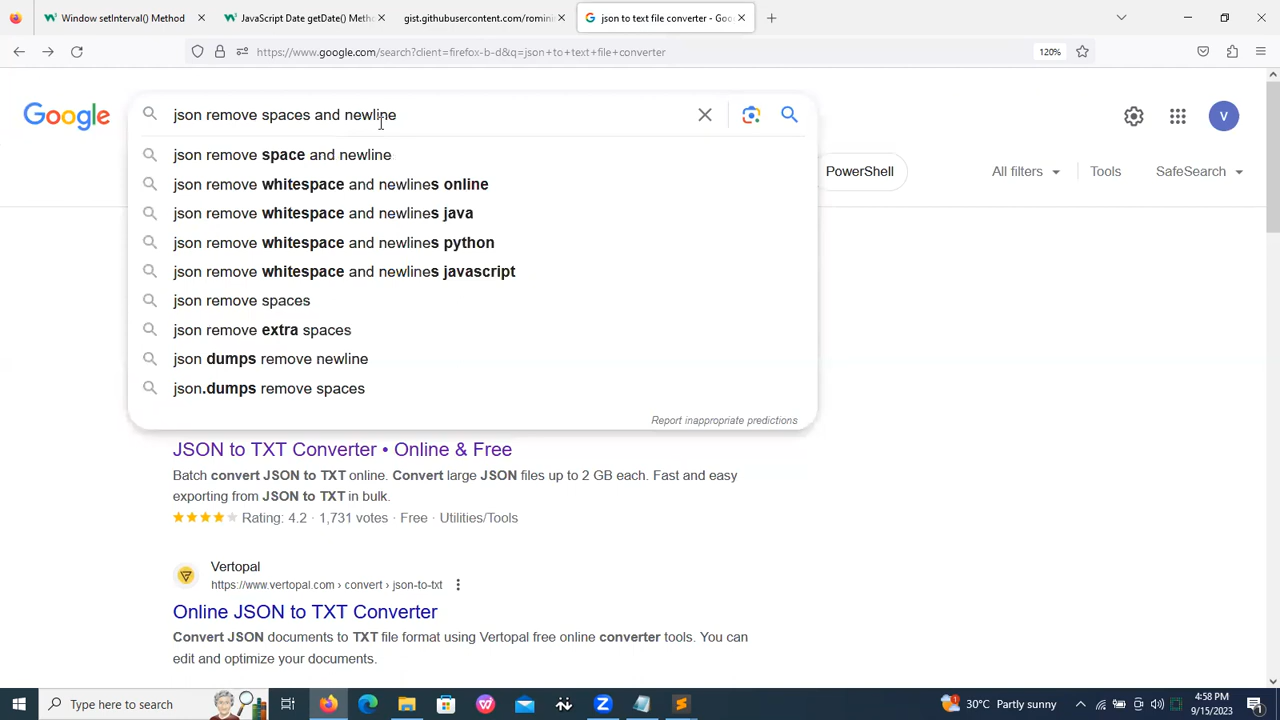 Window setInterval() Method
JavaScript Date getDate() Method
gist.githubusercontent.com/romini
json to text file converter - Goo
https://www.google.com/search?client=firefox-b-d&q=json+to+text+file+converter
120%
Google
json remove spaces and newline
V
json remove space and newline
json remove whitespace and newlines online
json remove whitespace and newlines java
json remove whitespace and newlines python
json remove whitespace and newlines javascript
json remove spaces
json remove extra spaces
json dumps remove newline
json.dumps remove spaces
Report inappropriate predictions
PowerShell
All filters
Tools
SafeSearch
JSON to TXT Converter • Online & Free
Batch convert JSON to TXT online. Convert large JSON files up to 2 GB each. Fast and easy
exporting from JSON to TXT in bulk.
Rating: 4.2 · 1,731 votes · Free · Utilities/Tools
Vertopal
https://www.vertopal.com › convert › json-to-txt
Online JSON to TXT Converter
Convert JSON documents to TXT file format using Vertopal free online converter tools. You can
edit and optimize your documents.
Type here to search
30°C Partly sunny
4:58 PM
9/15/2023